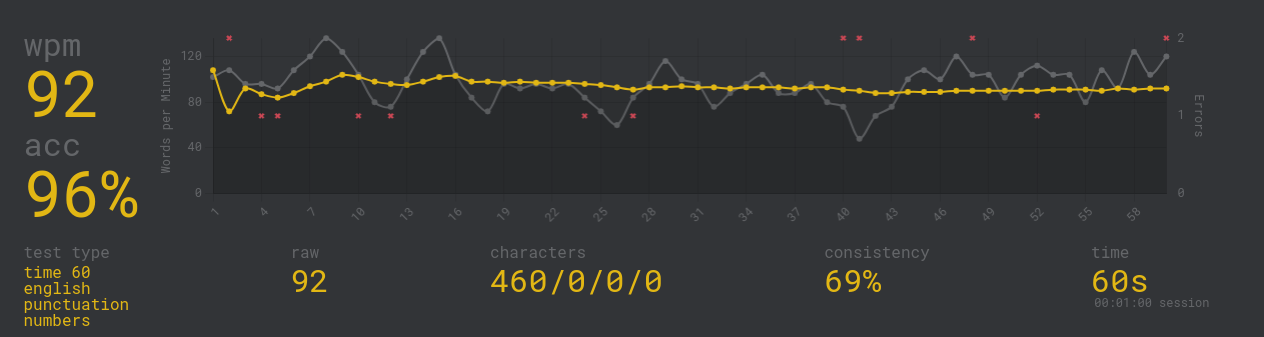 wpm
92
acc
96%
Words per Minute
120
80
40
0
2
1
0
Errors
1 4 7 10 13 16 19 22 25 28 31 34 37 40 43 46 49 52 55 58
test type
time 60
english
punctuation
numbers
raw
92
characters
460/0/0/0
consistency
69%
time
60s
00:01:00 session